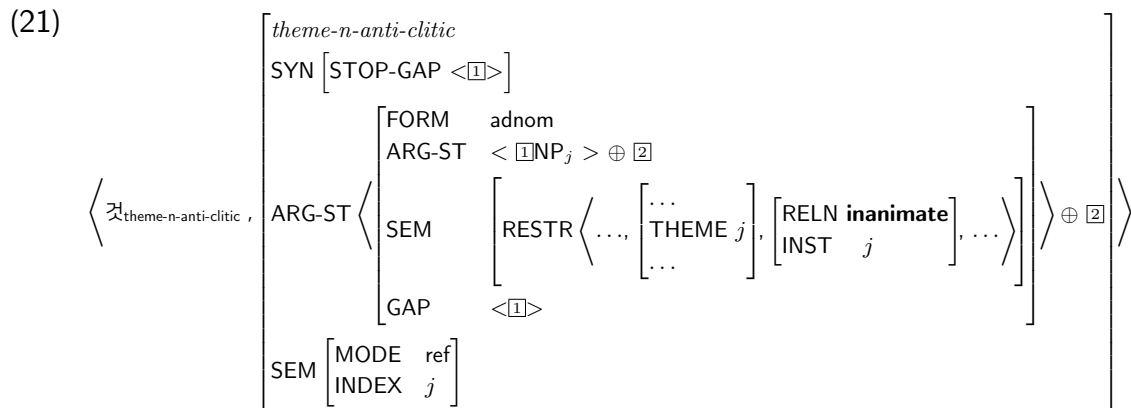 (21)
theme-n-anti-clitic
SYN [STOP-GAP <1>]
FORM adnom
ARG-ST < 1NPj > ⊕ 2
⟨ 것theme-n-anti-clitic , ARG-ST ⟨ SEM [RESTR ⟨ ..., [... THEME j ...], [RELN inanimate INST j], ... ⟩] ⟩ ⊕ 2 ⟩
GAP <1>
SEM [MODE ref
INDEX j]